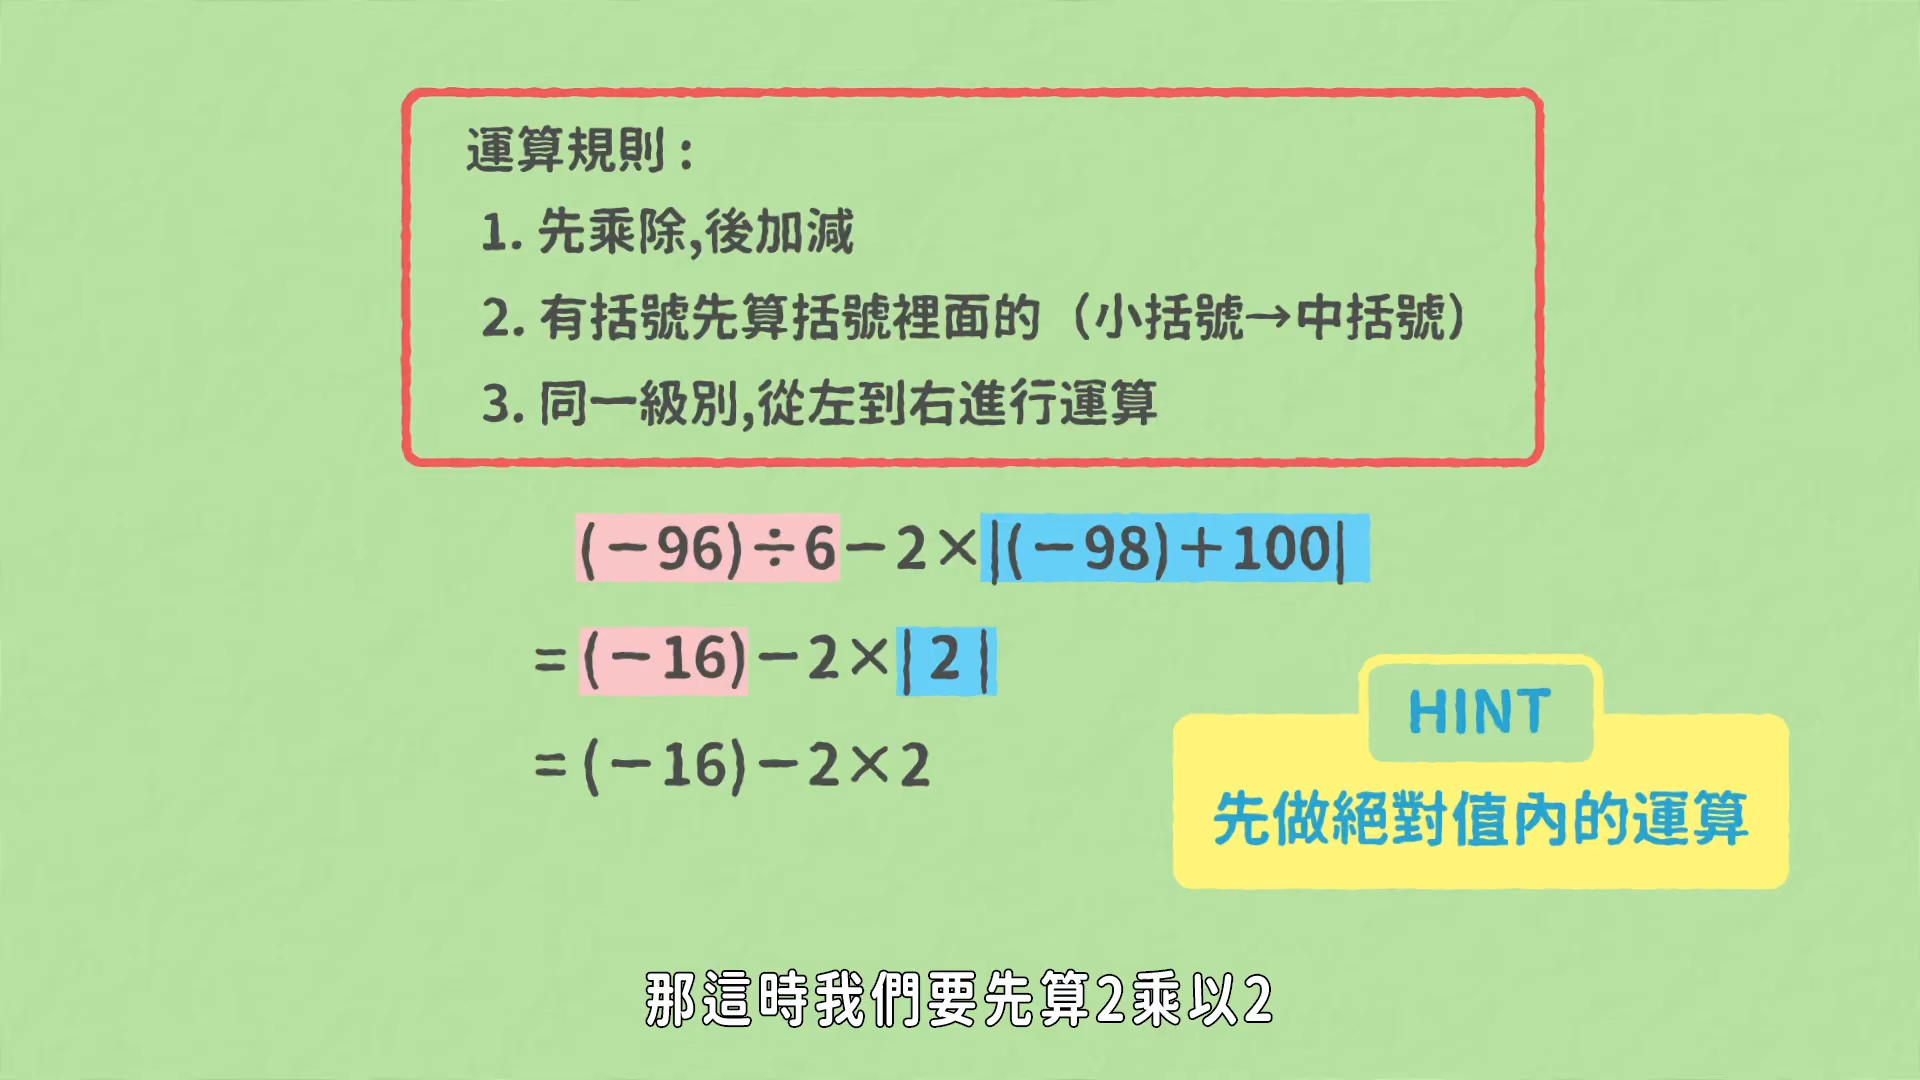 運算規則：
1. 先乘除,後加減
2. 有括號先算括號裡面的（小括號→中括號）
3. 同一級別,從左到右進行運算
(－96)÷6－2×|(－98)＋100|
=(－16)－2×| 2 |
=(－16)－2×2
HINT
先做絕對值內的運算
那這時我們要先算2乘以2